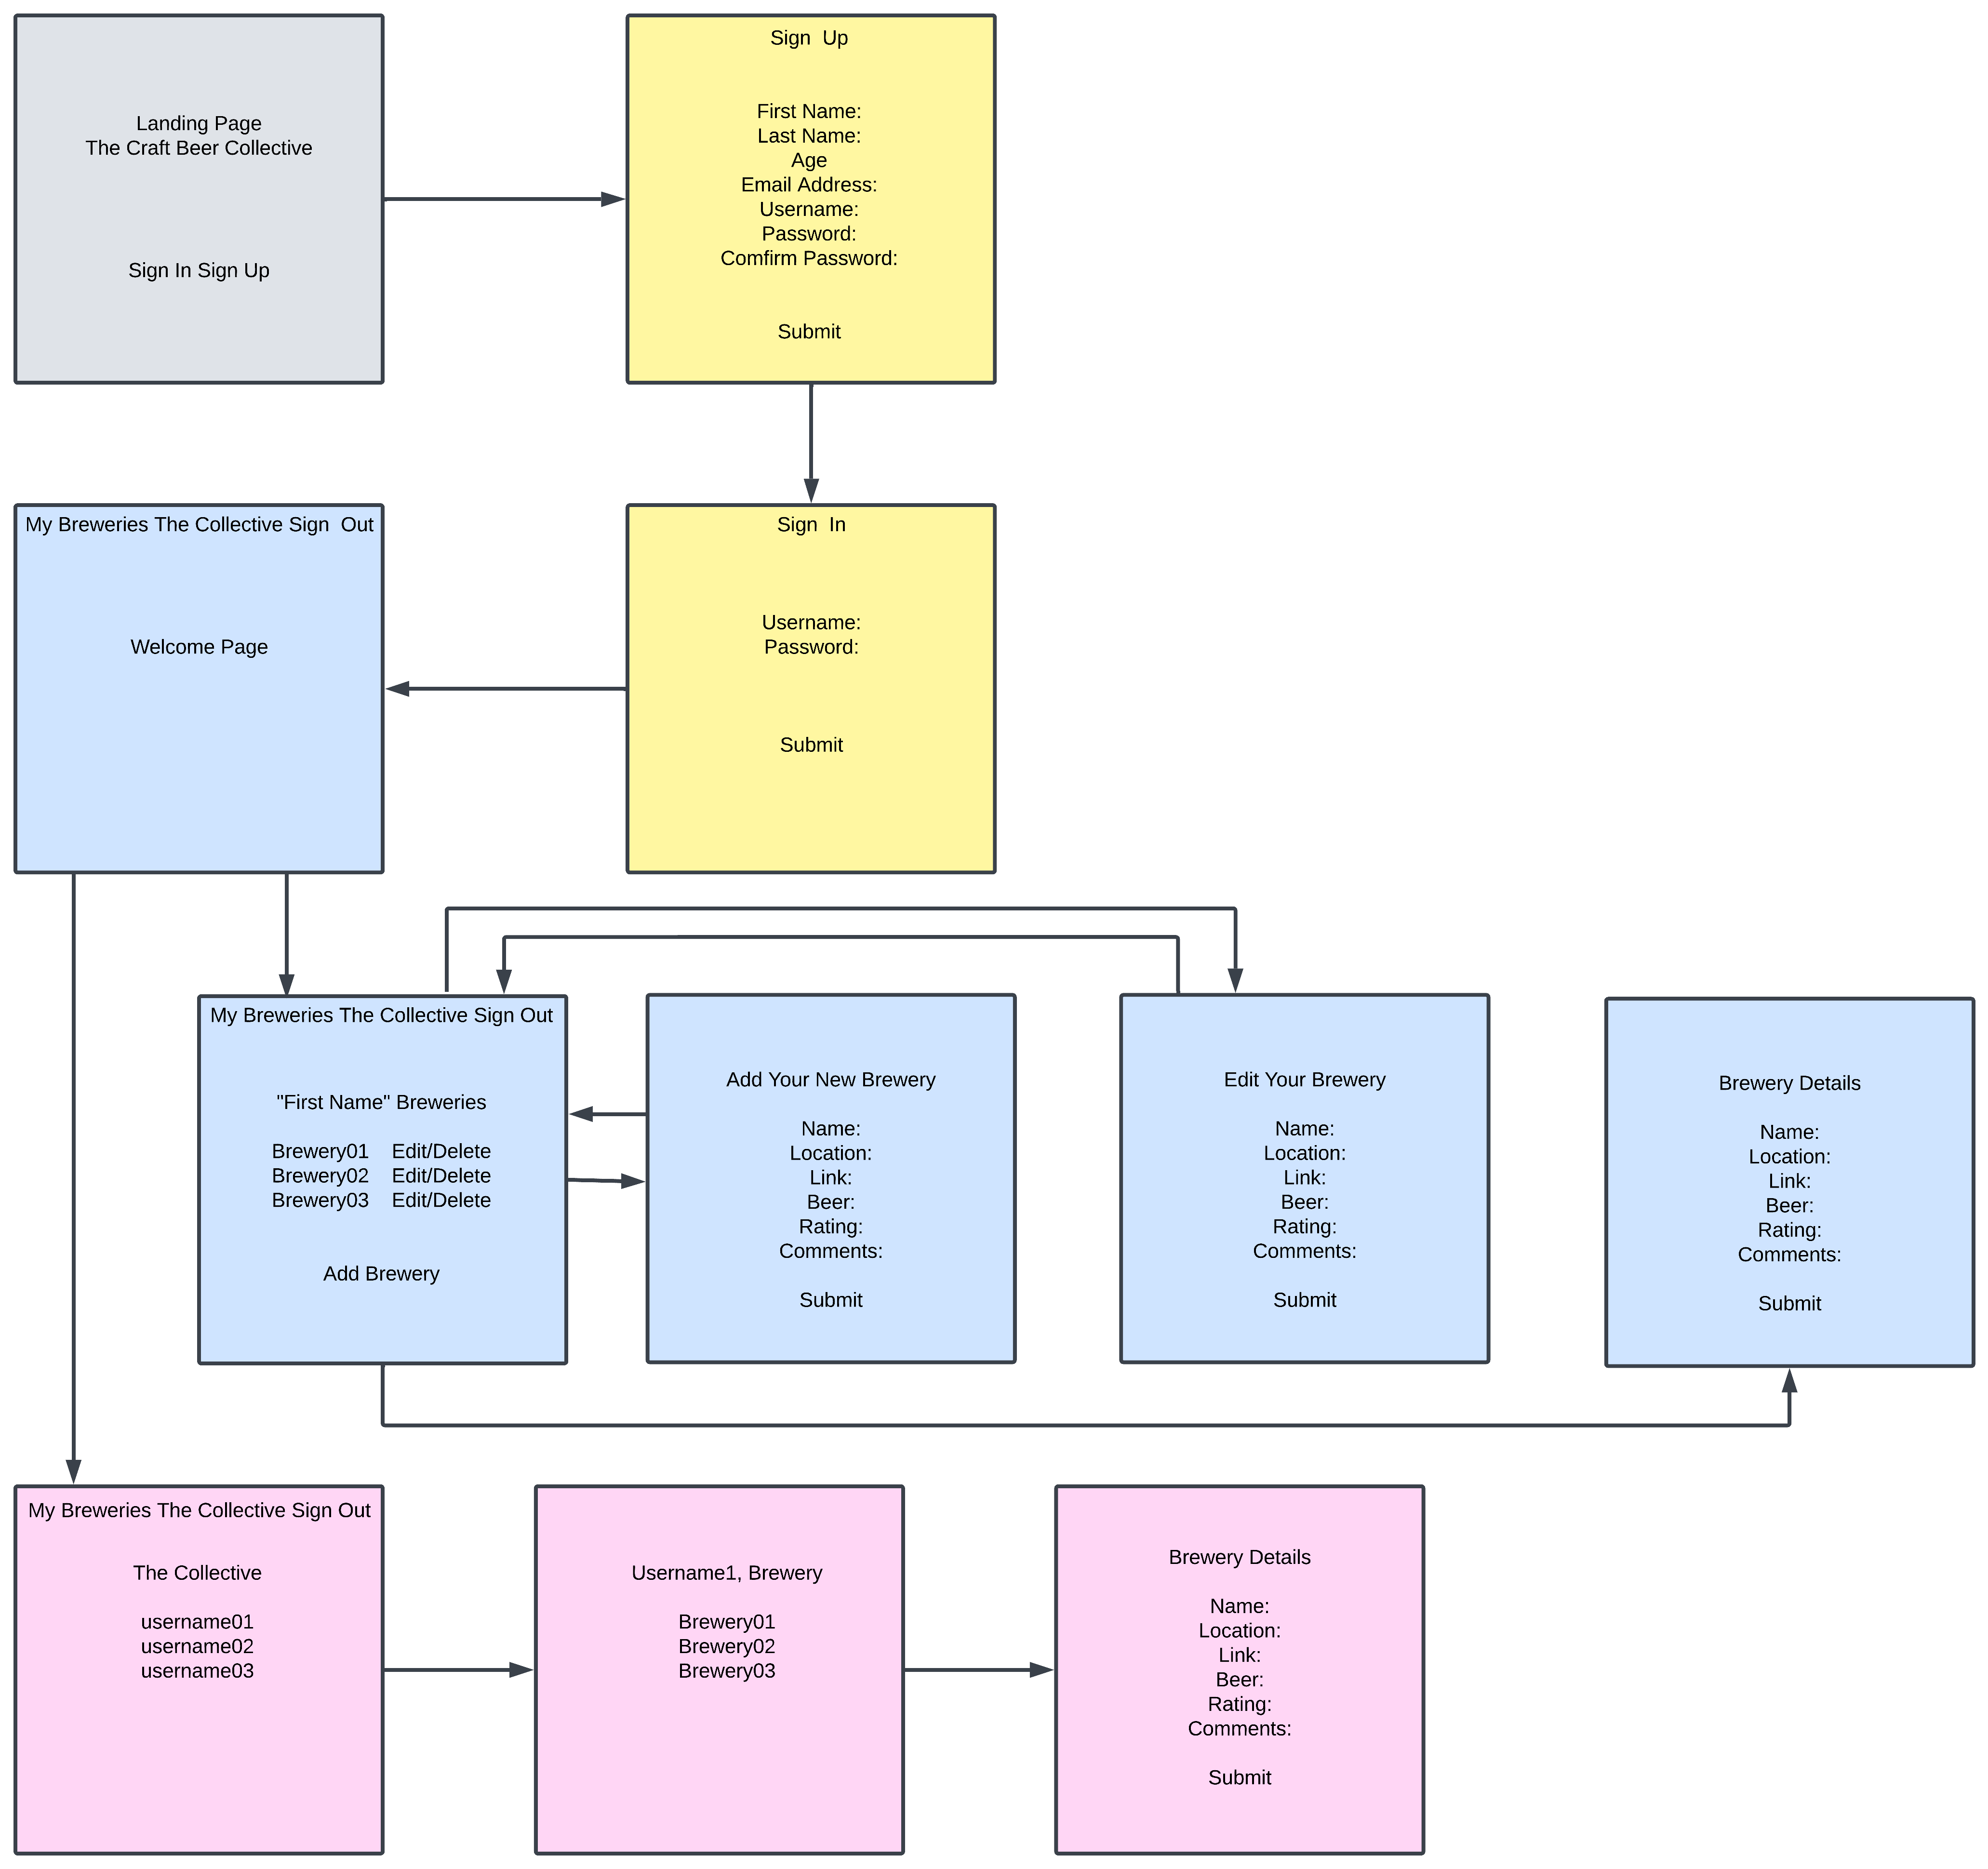 Landing Page
The Craft Beer Collective
Sign In Sign Up
Sign  Up
First Name:
Last Name:
Age
Email Address:
Username:
Password:
Comfirm Password:
Submit
My Breweries The Collective Sign  Out
Welcome Page
Sign  In
Username:
Password:
Submit
My Breweries The Collective Sign Out
"First Name" Breweries
Brewery01    Edit/Delete
Brewery02    Edit/Delete
Brewery03    Edit/Delete
Add Brewery
Add Your New Brewery
Name:
Location:
Link:
Beer:
Rating:
Comments:
Submit
Edit Your Brewery
Name:
Location:
Link:
Beer:
Rating:
Comments:
Submit
Brewery Details
Name:
Location:
Link:
Beer:
Rating:
Comments:
Submit
My Breweries The Collective Sign Out
The Collective
username01
username02
username03
Username1, Brewery
Brewery01
Brewery02
Brewery03
Brewery Details
Name:
Location:
Link:
Beer:
Rating:
Comments:
Submit